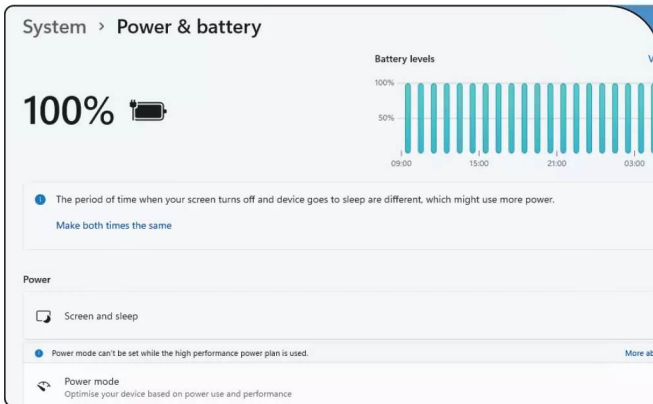 System > Power & battery
Battery levels
100%
100%
50%
09:00 15:00 21:00 03:00
The period of time when your screen turns off and device goes to sleep are different, which might use more power.
Make both times the same
Power
Screen and sleep
Power mode can't be set while the high performance power plan is used. More
Power mode
Optimise your device based on power use and performance